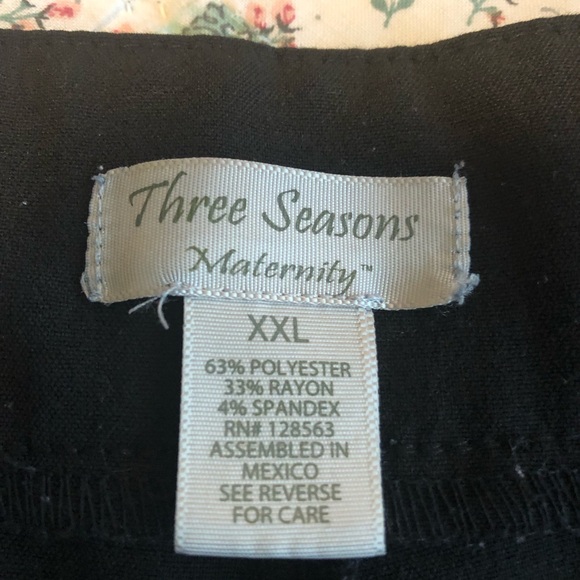 Three Seasons
Maternity™
XXL
63% POLYESTER
33% RAYON
4% SPANDEX
RN# 128563
ASSEMBLED IN
MEXICO
SEE REVERSE
FOR CARE